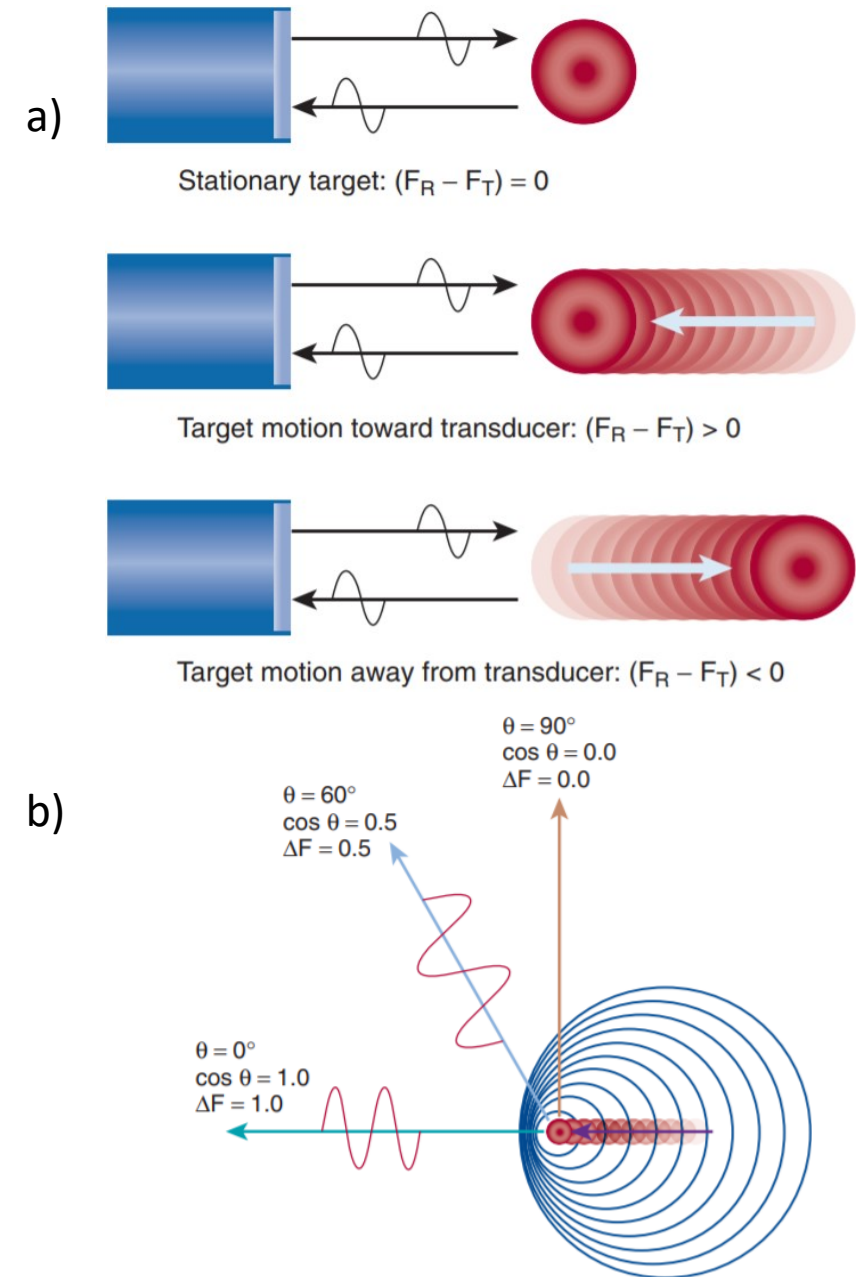 a)
Stationary target: (F_R – F_T) = 0
Target motion toward transducer: (F_R – F_T) > 0
Target motion away from transducer: (F_R – F_T) < 0
b)
θ = 90°
cos θ = 0.0
ΔF = 0.0
θ = 60°
cos θ = 0.5
ΔF = 0.5
θ = 0°
cos θ = 1.0
ΔF = 1.0